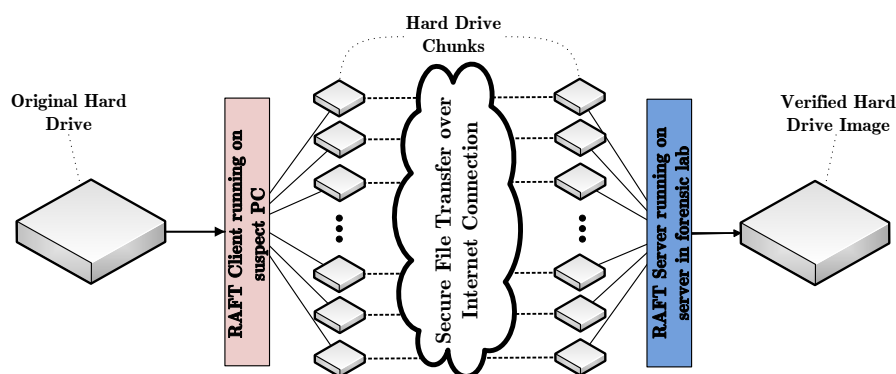 Hard Drive
Chunks
Original Hard
Drive
RAFT Client running on
suspect PC
Secure File Transfer over
Internet Connection
RAFT Server running on
server in forensic lab
Verified Hard
Drive Image